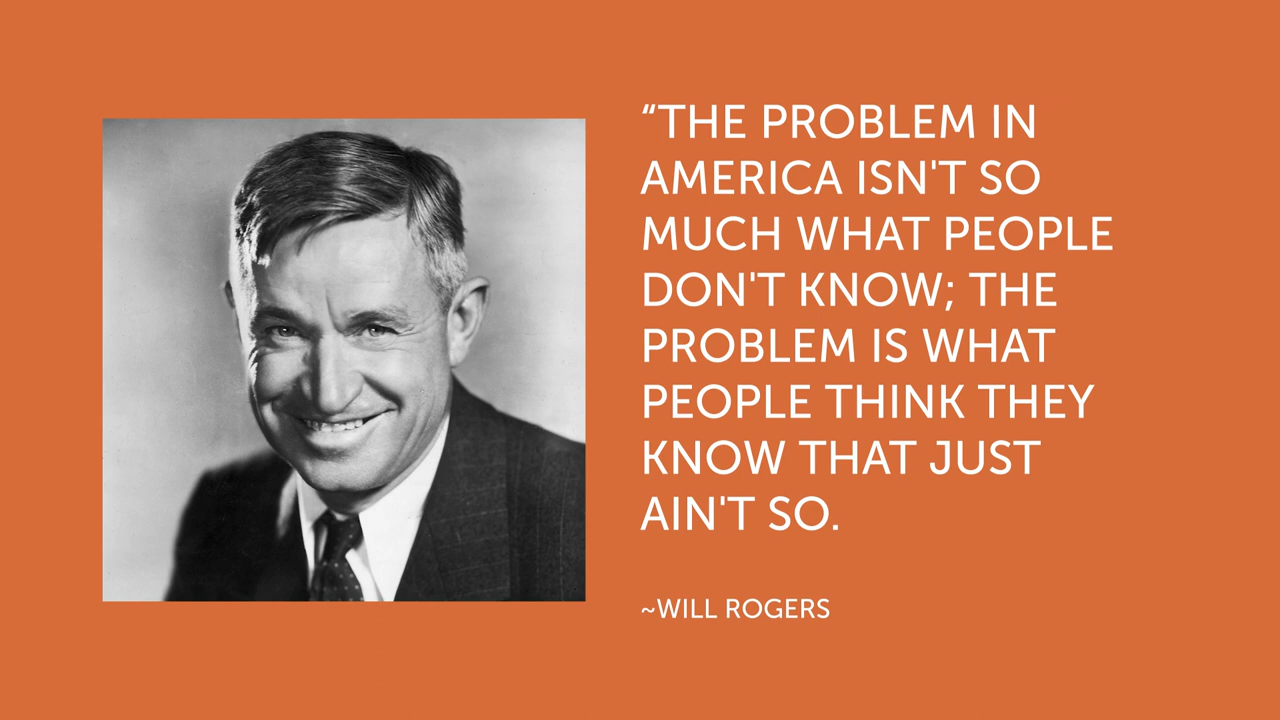 “THE PROBLEM IN
AMERICA ISN'T SO
MUCH WHAT PEOPLE
DON'T KNOW; THE
PROBLEM IS WHAT
PEOPLE THINK THEY
KNOW THAT JUST
AIN'T SO.
~WILL ROGERS